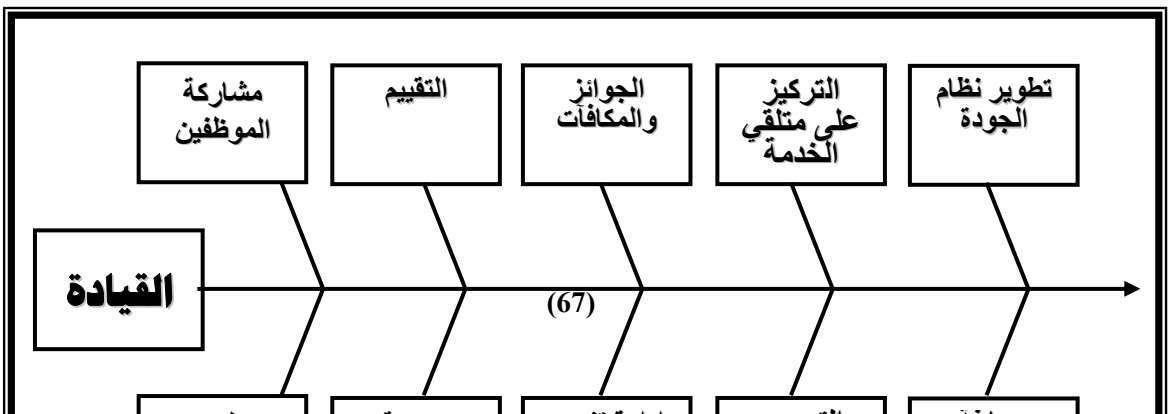 تطوير نظام
الجودة
التركيز
على متلقي
الخدمة
الجوائز
والمكافآت
التقييم
مشاركة
الموظفين
القيادة
(67)